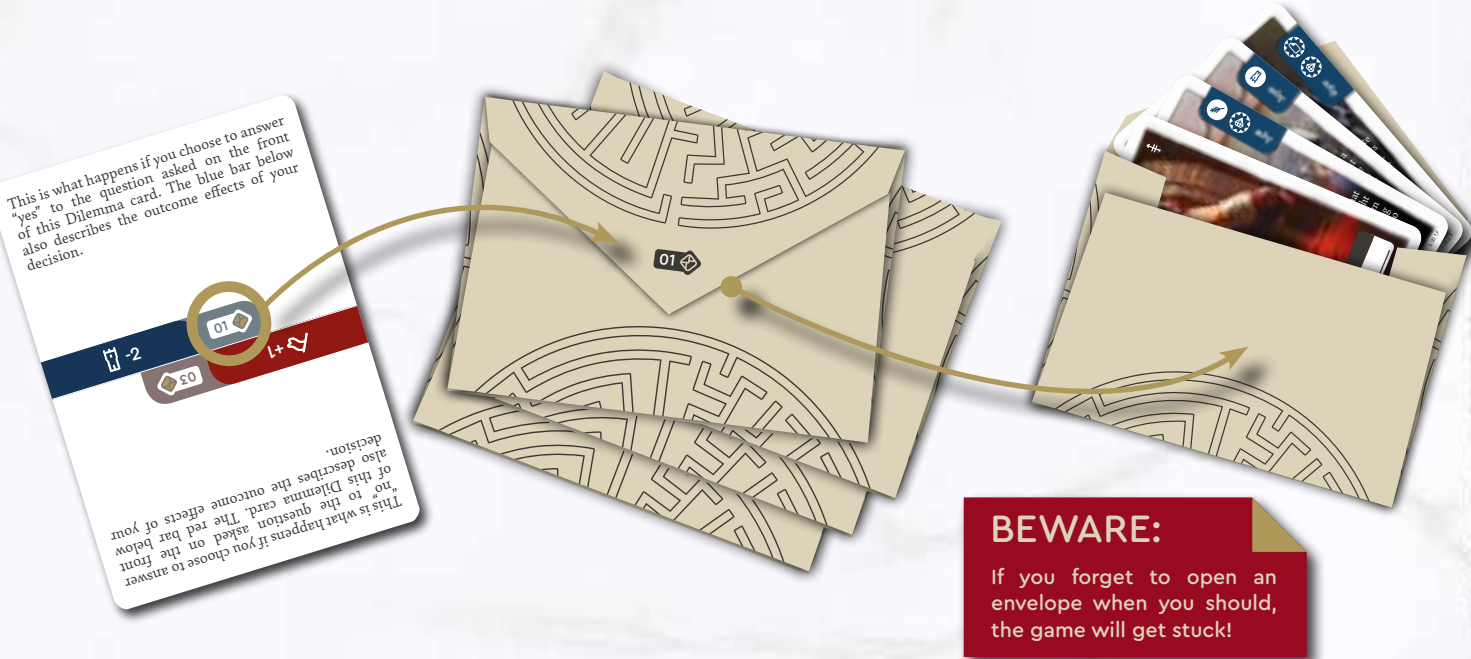 This is what happens if you choose to answer
“yes” to the question asked on the front
of this Dilemma card. The blue bar below
also describes the outcome effects of your
decision.
-2
01
+1
03
This is what happens if you choose to answer
“no” to the question asked on the front
of this Dilemma card. The red bar below
also describes the outcome effects of your
decision.
01
BEWARE:
If you forget to open an
envelope when you should,
the game will get stuck!